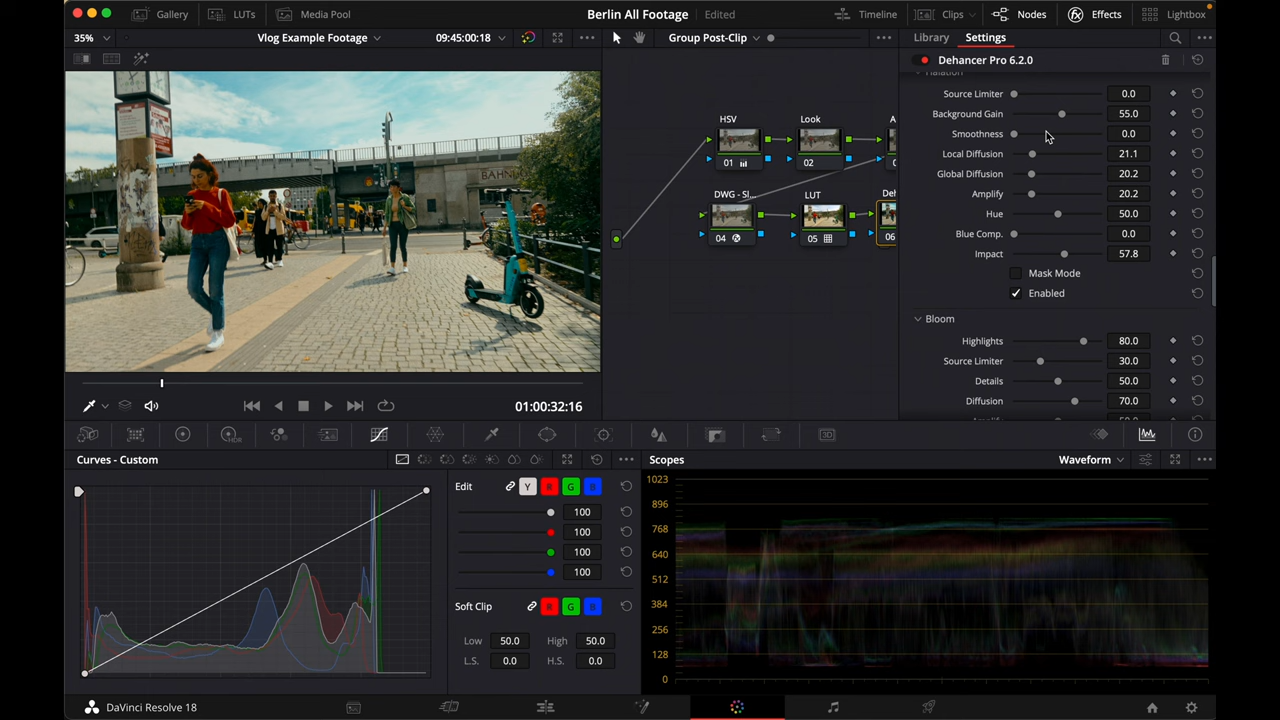 Gallery LUTs Media Pool Berlin All Footage Edited Timeline Clips Nodes Effects Lightbox
35% Vlog Example Footage 09:45:00:18 Group Post-Clip Library Settings
Dehancer Pro 6.2.0
Source Limiter 0.0
Background Gain 55.0
Smoothness 0.0
Local Diffusion 21.1
Global Diffusion 20.2
Amplify 20.2
Hue 50.0
Blue Comp. 0.0
Impact 57.8
Mask Mode
Enabled
Bloom
Highlights 80.0
Source Limiter 30.0
Details 50.0
Diffusion 70.0
HSV Look A
01 02
DWG - Sl... LUT Deh
04 05 06
BAHN
01:00:32:16
HDR
3D
Curves - Custom
Edit Y R G B
100
100
100
100
Soft Clip R G B
Low 50.0 High 50.0
L.S. 0.0 H.S. 0.0
Scopes Waveform
1023
896
768
640
512
384
256
128
0
DaVinci Resolve 18